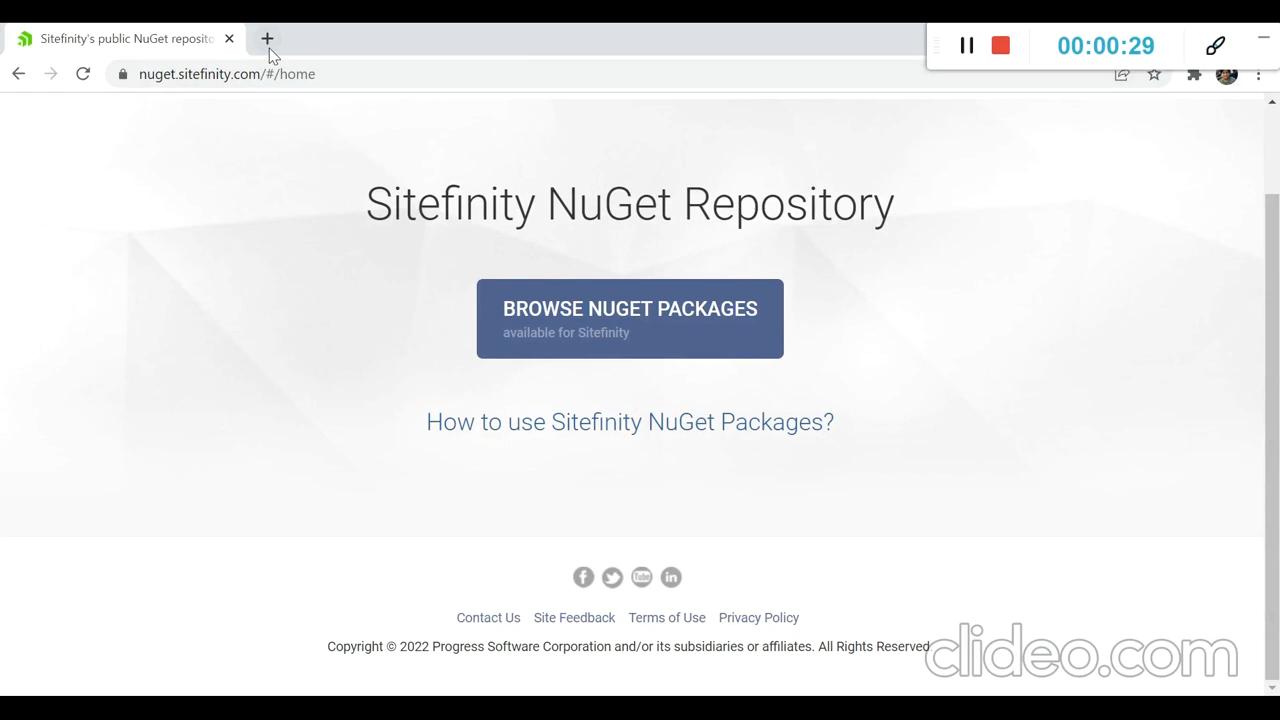 Sitefinity's public NuGet reposito
00:00:29
nuget.sitefinity.com/#/home
Sitefinity NuGet Repository
BROWSE NUGET PACKAGES
available for Sitefinity
How to use Sitefinity NuGet Packages?
Contact Us Site Feedback Terms of Use Privacy Policy
Copyright © 2022 Progress Software Corporation and/or its subsidiaries or affiliates. All Rights Reserved.
clideo.com